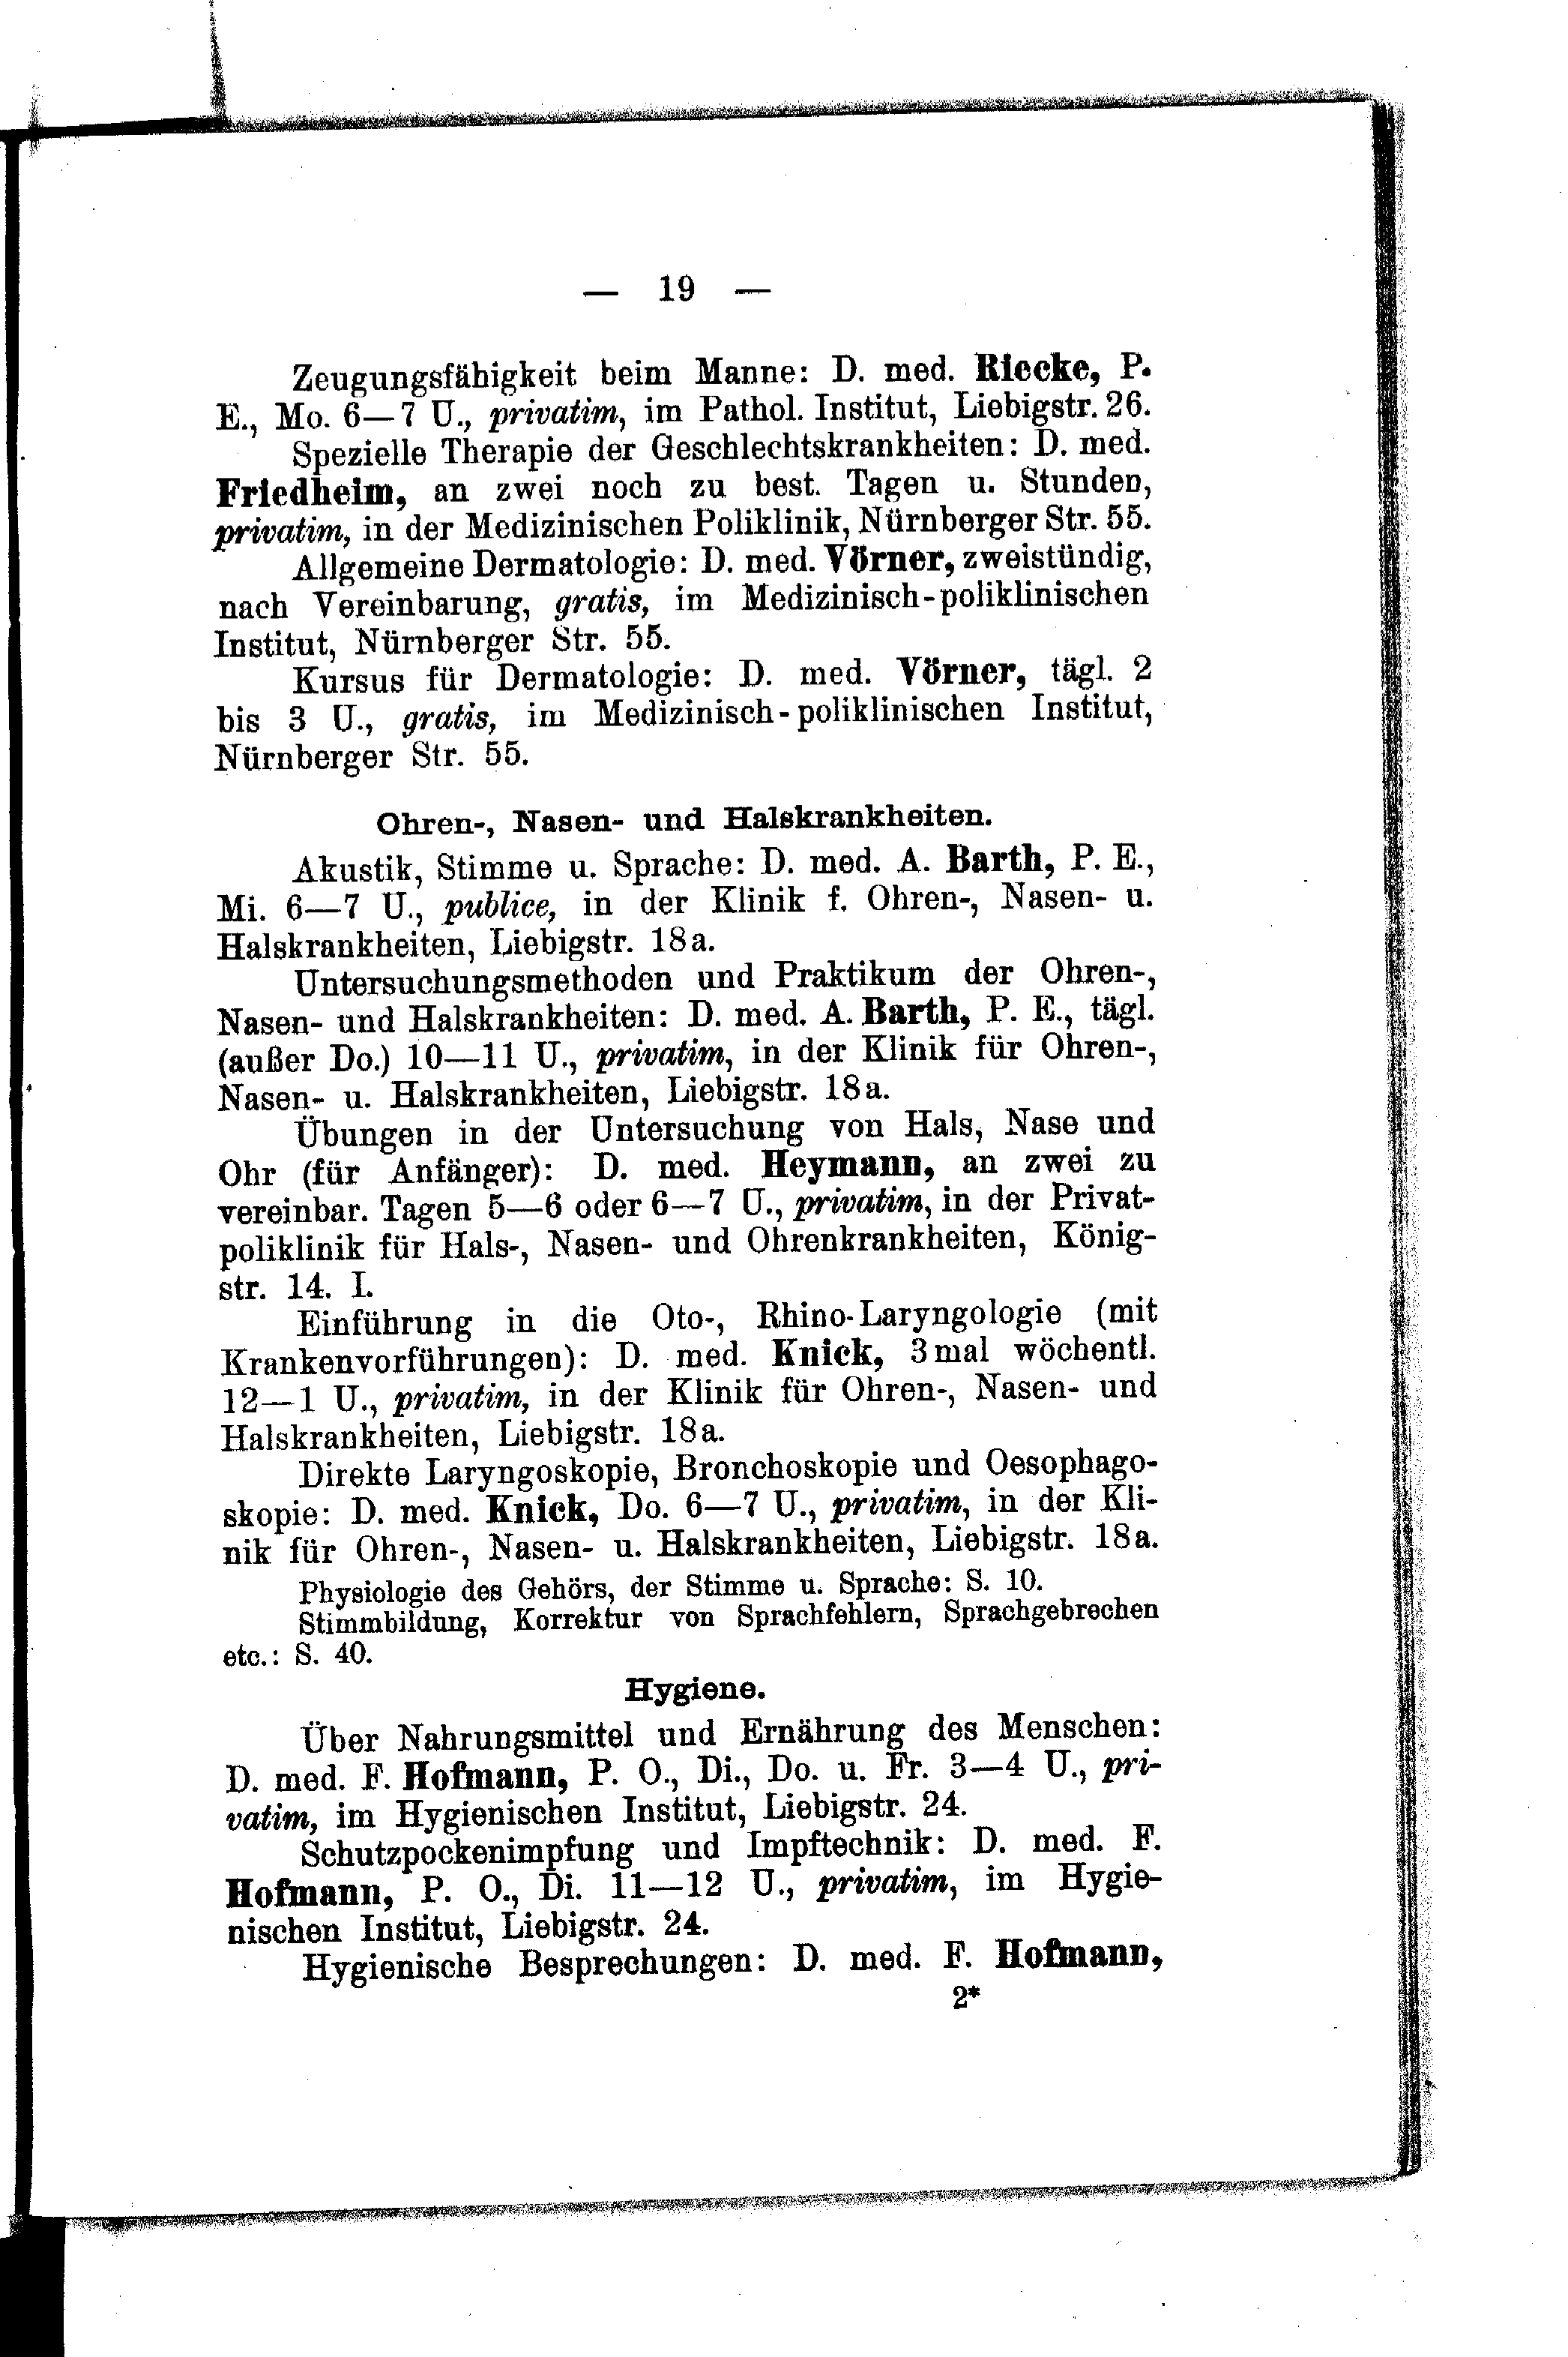 — 19 —
Zeugungsfähigkeit beim Manne: D. med. Riecke, P.
E., Mo. 6—7 U., privatim, im Pathol. Institut, Liebigstr. 26.
Spezielle Therapie der Geschlechtskrankheiten: D. med.
Friedheim, an zwei noch zu best. Tagen u. Stunden,
privatim, in der Medizinischen Poliklinik, Nürnberger Str. 55.
Allgemeine Dermatologie: D. med. Vörner, zweistündig,
nach Vereinbarung, gratis, im Medizinisch-poliklinischen
Institut, Nürnberger Str. 55.
Kursus für Dermatologie: D. med. Vörner, tägl. 2
bis 3 U., gratis, im Medizinisch-poliklinischen Institut,
Nürnberger Str. 55.
Ohren-, Nasen- und Halskrankheiten.
Akustik, Stimme u. Sprache: D. med. A. Barth, P. E.,
Mi. 6—7 U., publice, in der Klinik f. Ohren-, Nasen- u.
Halskrankheiten, Liebigstr. 18a.
Untersuchungsmethoden und Praktikum der Ohren-,
Nasen- und Halskrankheiten: D. med. A. Barth, P. E., tägl.
(außer Do.) 10—11 U., privatim, in der Klinik für Ohren-,
Nasen- u. Halskrankheiten, Liebigstr. 18a.
Übungen in der Untersuchung von Hals, Nase und
Ohr (für Anfänger): D. med. Heymann, an zwei zu
vereinbar. Tagen 5—6 oder 6—7 U., privatim, in der Privat-
poliklinik für Hals-, Nasen- und Ohrenkrankheiten, König-
str. 14. I.
Einführung in die Oto-, Rhino-Laryngologie (mit
Krankenvorführungen): D. med. Knick, 3mal wöchentl.
12—1 U., privatim, in der Klinik für Ohren-, Nasen- und
Halskrankheiten, Liebigstr. 18a.
Direkte Laryngoskopie, Bronchoskopie und Oesophago-
skopie: D. med. Knick, Do. 6—7 U., privatim, in der Kli-
nik für Ohren-, Nasen- u. Halskrankheiten, Liebigstr. 18a.
Physiologie des Gehörs, der Stimme u. Sprache: S. 10.
Stimmbildung, Korrektur von Sprachfehlern, Sprachgebrechen
etc.: S. 40.
Hygiene.
Über Nahrungsmittel und Ernährung des Menschen:
D. med. F. Hofmann, P. O., Di., Do. u. Fr. 3—4 U., pri-
vatim, im Hygienischen Institut, Liebigstr. 24.
Schutzpockenimpfung und Impftechnik: D. med. F.
Hofmann, P. O., Di. 11—12 U., privatim, im Hygie-
nischen Institut, Liebigstr. 24.
Hygienische Besprechungen: D. med. F. Hofmann,
2*